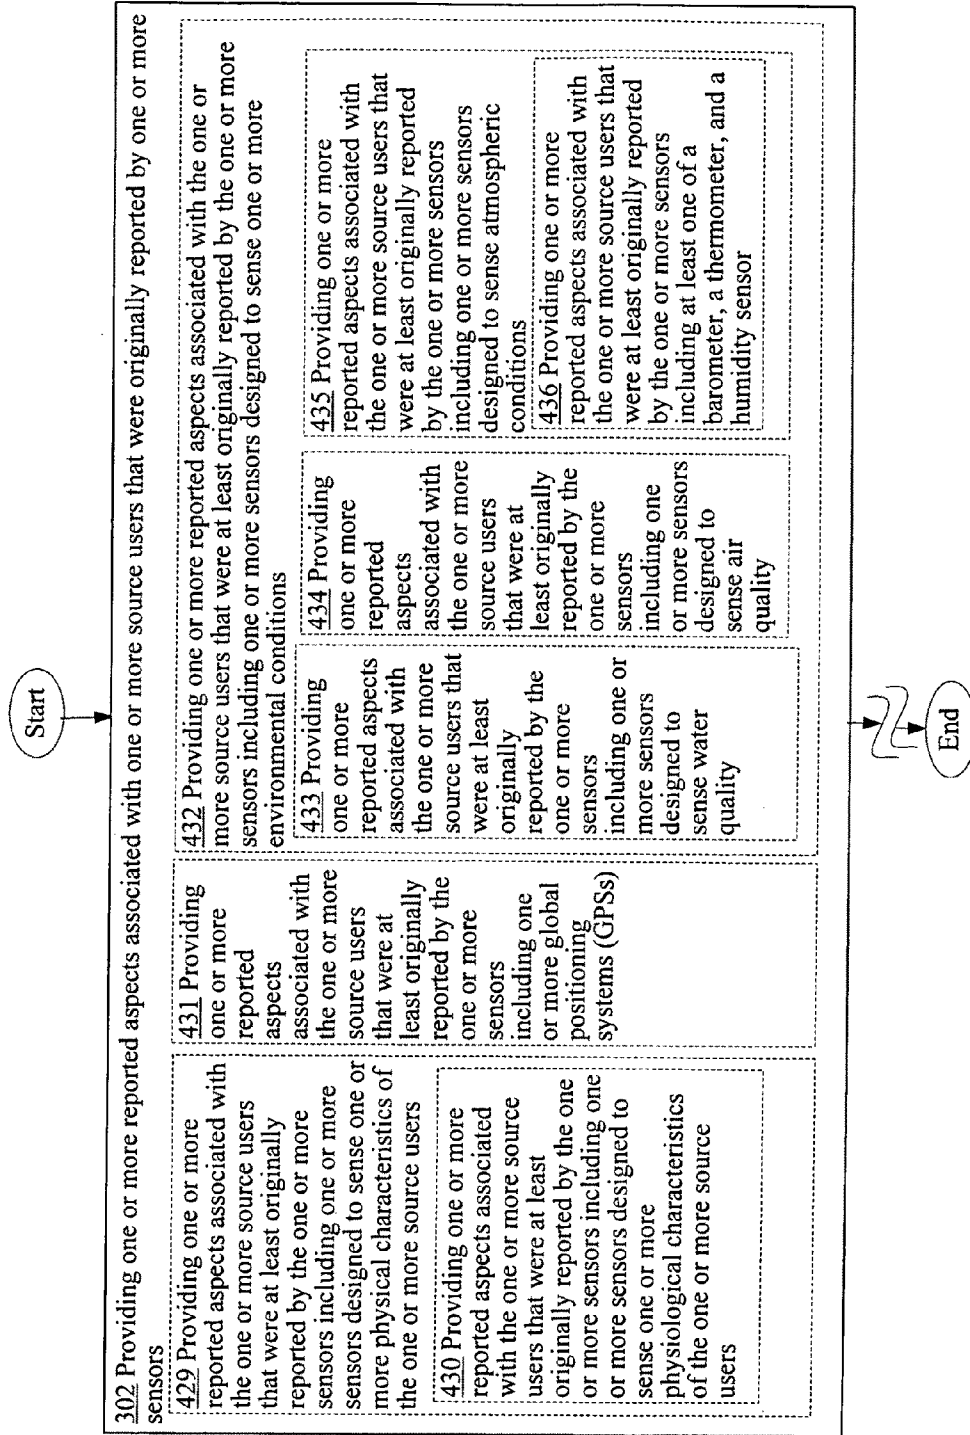 Start
302 Providing one or more reported aspects associated with one or more source users that were originally reported by one or more
sensors
429 Providing one or more
reported aspects associated with
the one or more source users
that were at least originally
reported by the one or more
sensors including one or more
sensors designed to sense one or
more physical characteristics of
the one or more source users
430 Providing one or more
reported aspects associated
with the one or more source
users that were at least
originally reported by the one
or more sensors including one
or more sensors designed to
sense one or more
physiological characteristics
of the one or more source
users
431 Providing
one or more
reported
aspects
associated with
the one or more
source users
that were at
least originally
reported by the
one or more
sensors
including one
or more global
positioning
systems (GPSs)
432 Providing one or more reported aspects associated with the one or
more source users that were at least originally reported by the one or more
sensors including one or more sensors designed to sense one or more
environmental conditions
433 Providing
one or more
reported aspects
associated with
the one or more
source users that
were at least
originally
reported by the
one or more
sensors
including one or
more sensors
designed to
sense water
quality
434 Providing
one or more
reported
aspects
associated with
the one or more
source users
that were at
least originally
reported by the
one or more
sensors
including one
or more sensors
designed to
sense air
quality
435 Providing one or more
reported aspects associated with
the one or more source users that
were at least originally reported
by the one or more sensors
including one or more sensors
designed to sense atmospheric
conditions
436 Providing one or more
reported aspects associated with
the one or more source users that
were at least originally reported
by the one or more sensors
including at least one of a
barometer, a thermometer, and a
humidity sensor
End